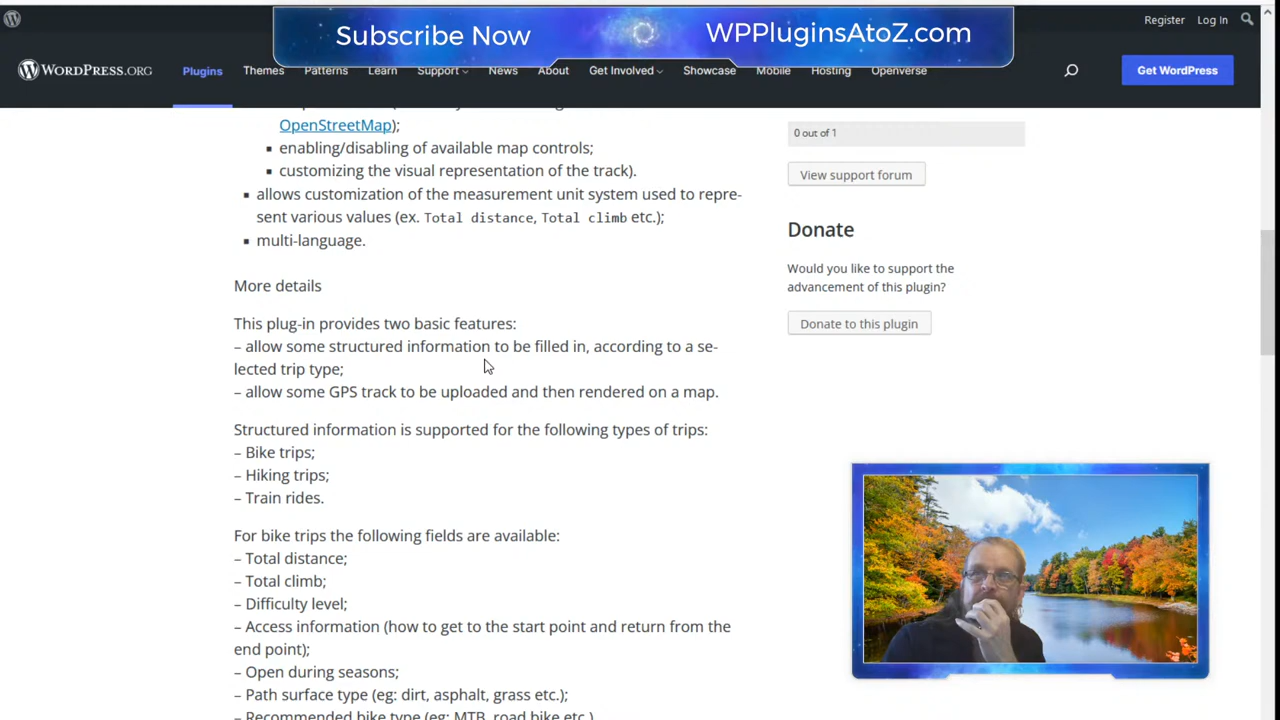 Subscribe Now
WPPluginsAtoZ.com
Register
Log In
WORDPRESS.ORG
Plugins
Themes
Patterns
Learn
Support
News
About
Get Involved
Showcase
Mobile
Hosting
Openverse
Get WordPress
OpenStreetMap);
▪ enabling/disabling of available map controls;
▪ customizing the visual representation of the track).
▪ allows customization of the measurement unit system used to repre-
sent various values (ex. Total distance, Total climb etc.);
▪ multi-language.
More details
This plug-in provides two basic features:
– allow some structured information to be filled in, according to a se-
lected trip type;
– allow some GPS track to be uploaded and then rendered on a map.
Structured information is supported for the following types of trips:
– Bike trips;
– Hiking trips;
– Train rides.
For bike trips the following fields are available:
– Total distance;
– Total climb;
– Difficulty level;
– Access information (how to get to the start point and return from the
end point);
– Open during seasons;
– Path surface type (eg: dirt, asphalt, grass etc.);
– Recommended bike type (eg: MTB, road bike etc.)
0 out of 1
View support forum
Donate
Would you like to support the
advancement of this plugin?
Donate to this plugin